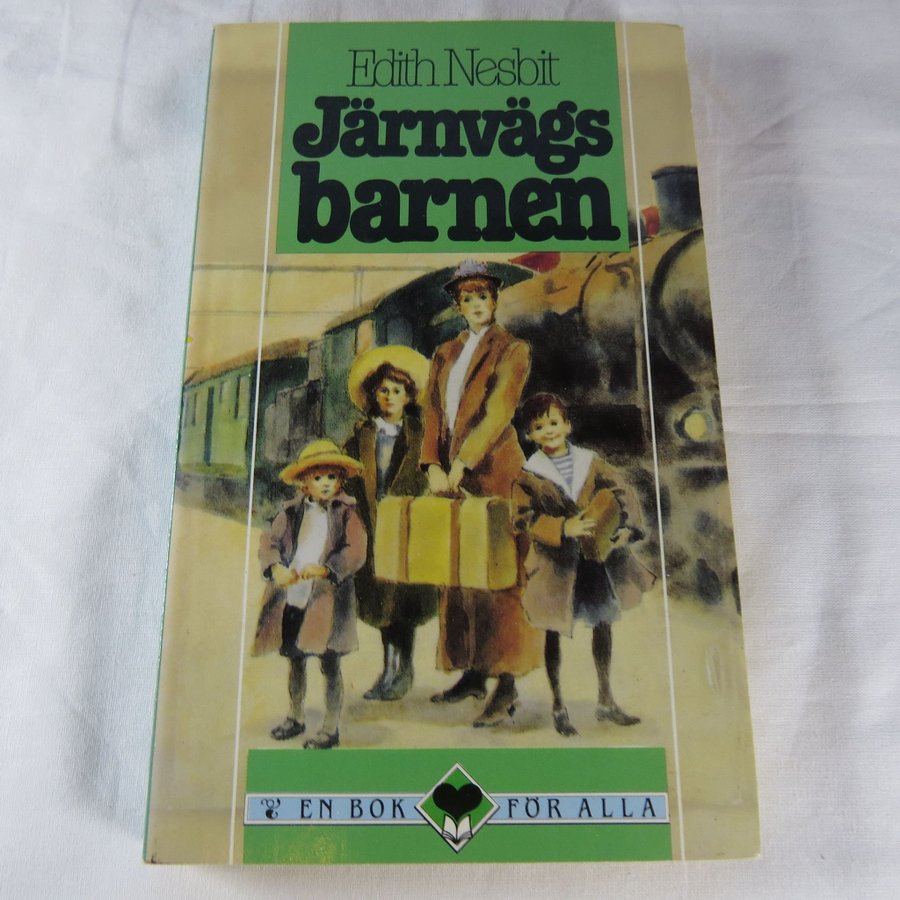 Edith Nesbit
Järnvägs
barnen
EN BOK FÖR ALLA